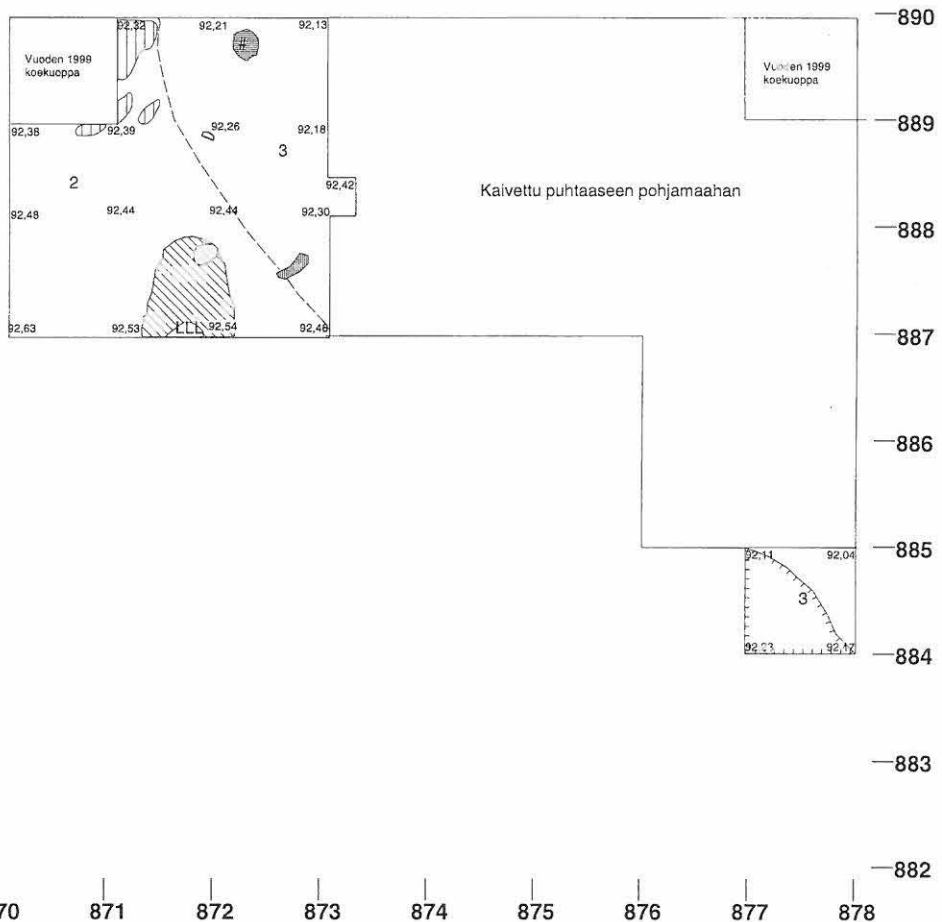 92,32 92,21 92,13 890
#
Vuoden 1999
koekuoppa
Vuoden 1999
koekuoppa
92,38 92,39 92,26 92,18 889
3
2
92,42
Kaivettu puhtaaseen pohjamaahan
92,48 92,44 92,44 92,30 888
92,63 92,53 LLL 92,54 92,48 887
886
92,11 92,04 885
3
92,17 884
883
882
70 871 872 873 874 875 876 877 878